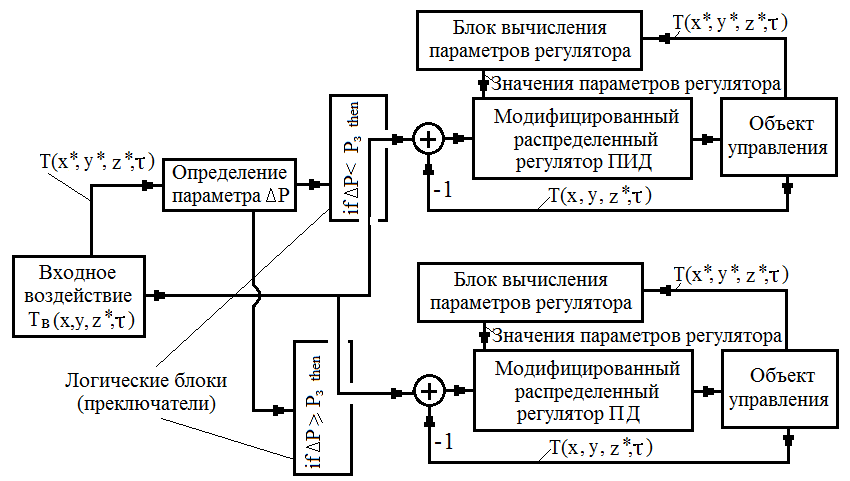 Блок вычисления
параметров регулятора
T(x*, y*, z*,τ)
Значения параметров регулятора
Модифицированный
распределенный
регулятор ПИД
Объект
управления
+
-1
T(x, y, z*,τ)
if ΔP< Pз then
T(x*, y*, z*,τ)
Определение
параметра ΔP
Входное
воздействие
Tв(x,y,z*,τ)
Логические блоки
(преключатели)
if ΔP⩾ Pз then
Блок вычисления
параметров регулятора
T(x*, y*, z*,τ)
Значения параметров регулятора
Модифицированный
распределенный
регулятор ПД
Объект
управления
+
-1
T(x, y, z*,τ)